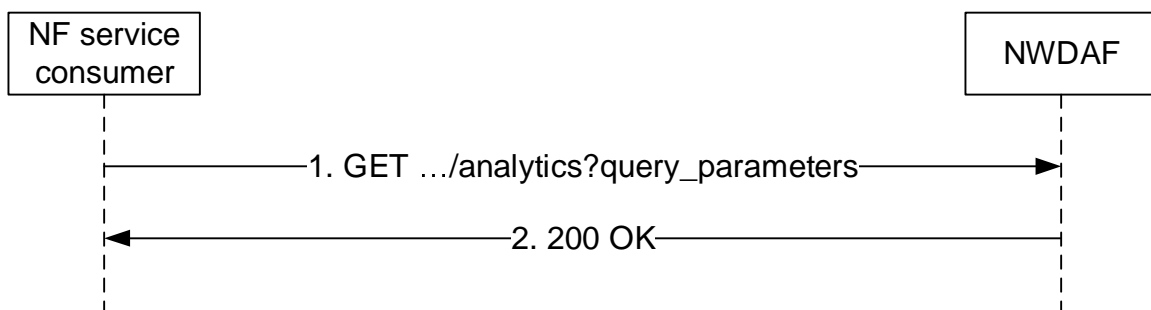 NF service
consumer
NWDAF
1. GET …/analytics?query_parameters
2. 200 OK